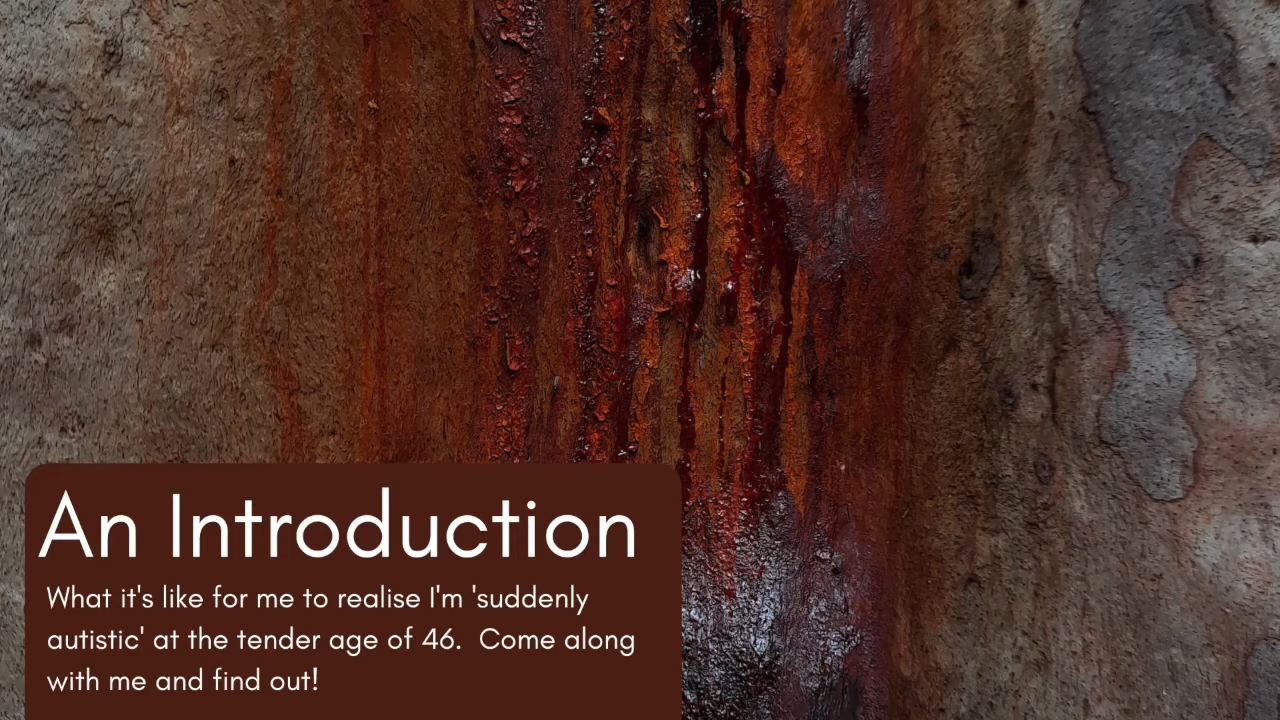 An Introduction
What it's like for me to realise I'm 'suddenly
autistic' at the tender age of 46.  Come along
with me and find out!